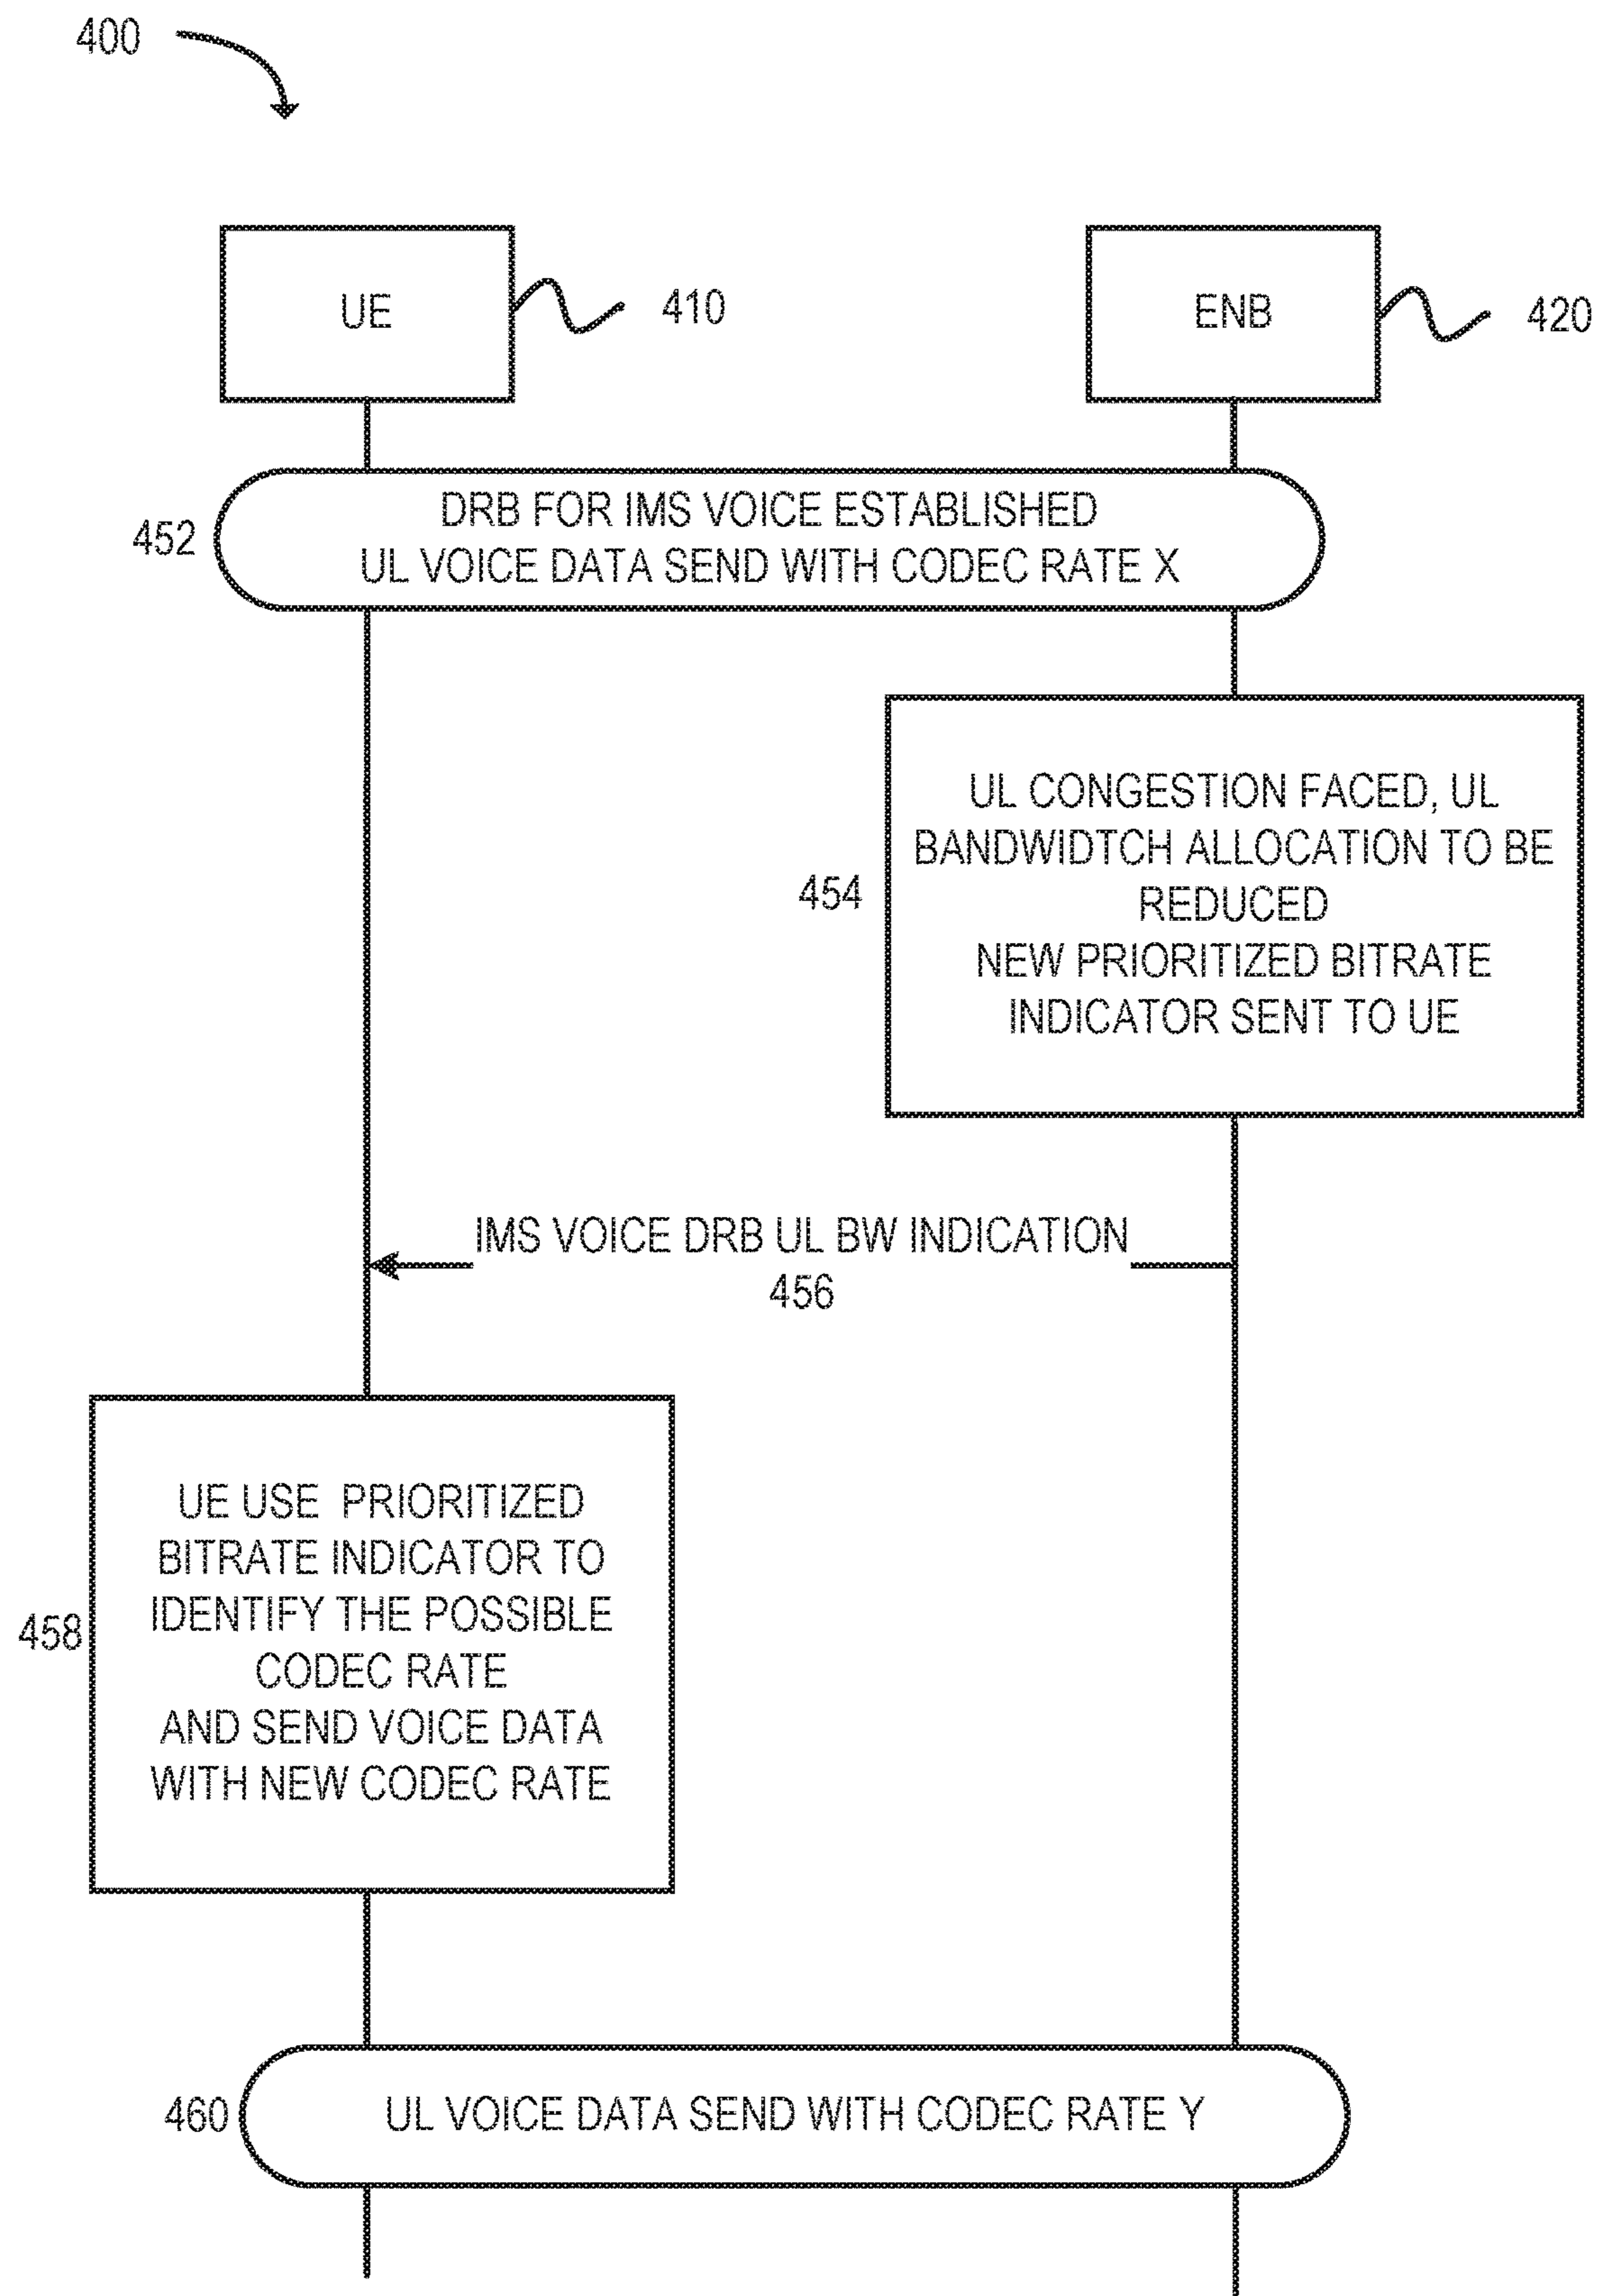 400
UE
410
ENB
420
452
DRB FOR IMS VOICE ESTABLISHED
UL VOICE DATA SEND WITH CODEC RATE X
454
UL CONGESTION FACED, UL
BANDWIDTCH ALLOCATION TO BE
REDUCED
NEW PRIORITIZED BITRATE
INDICATOR SENT TO UE
IMS VOICE DRB UL BW INDICATION
456
458
UE USE PRIORITIZED
BITRATE INDICATOR TO
IDENTIFY THE POSSIBLE
CODEC RATE
AND SEND VOICE DATA
WITH NEW CODEC RATE
460
UL VOICE DATA SEND WITH CODEC RATE Y